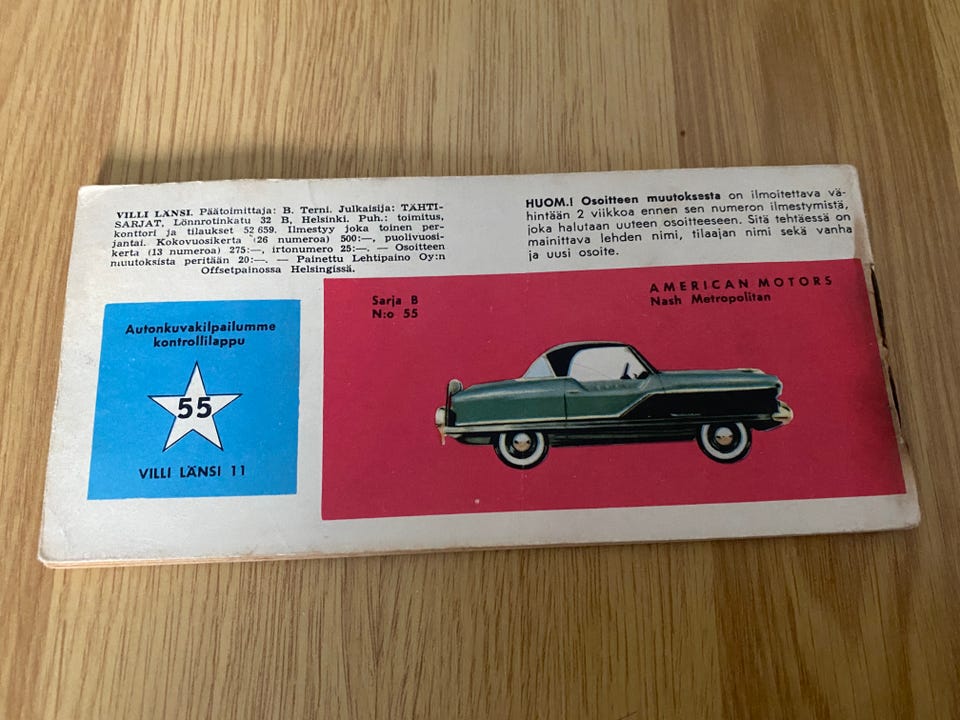 VILLI LÄNSI. Päätoimittaja: B. Terni. Julkaisija: TÄHTI-
SARJAT, Lönnrotinkatu 32 B, Helsinki. Puh.: toimitus,
konttori ja tilaukset 52 659. Ilmestyy joka toinen per-
jantai. Kokovuosikerta (26 numeroa) 500:—, puolivuosi-
kerta (13 numeroa) 275:—, irtonumero 25:—. — Osoitteen
muutoksista peritään 20:—. — Painettu Lehtipaino Oy:n
Offsetpainossa Helsingissä.
HUOM.! Osoitteen muutoksesta on ilmoitettava vä-
hintään 2 viikkoa ennen sen numeron ilmestymistä,
joka halutaan uuteen osoitteeseen. Sitä tehtäessä on
mainittava lehden nimi, tilaajan nimi sekä vanha
ja uusi osoite.
Autonkuvakilpailumme
kontrollilappu
55
VILLI LÄNSI 11
Sarja B
N:o 55
AMERICAN MOTORS
Nash Metropolitan